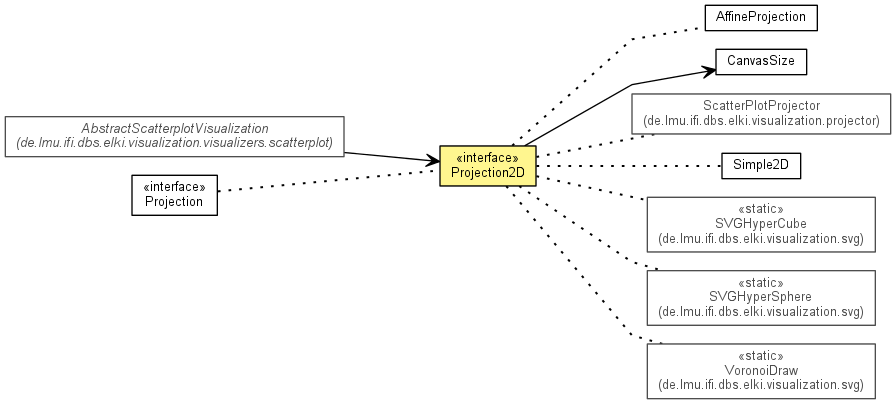 AffineProjection
CanvasSize
ScatterPlotProjector
(de.lmu.ifi.dbs.elki.visualization.projector)
AbstractScatterplotVisualization
(de.lmu.ifi.dbs.elki.visualization.visualizers.scatterplot)
«interface»
Projection2D
Simple2D
«interface»
Projection
«static»
SVGHyperCube
(de.lmu.ifi.dbs.elki.visualization.svg)
«static»
SVGHyperSphere
(de.lmu.ifi.dbs.elki.visualization.svg)
«static»
VoronoiDraw
(de.lmu.ifi.dbs.elki.visualization.svg)